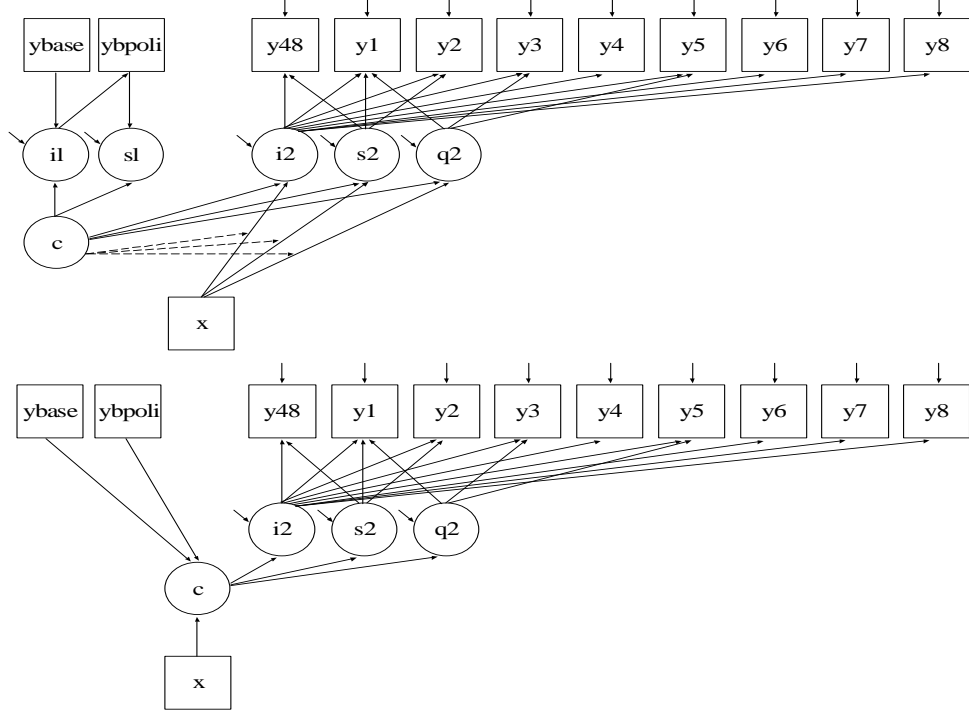 ybase ybpoli y48 y1 y2 y3 y4 y5 y6 y7 y8
il sl i2 s2 q2
c
x
ybase ybpoli y48 y1 y2 y3 y4 y5 y6 y7 y8
i2 s2 q2
c
x